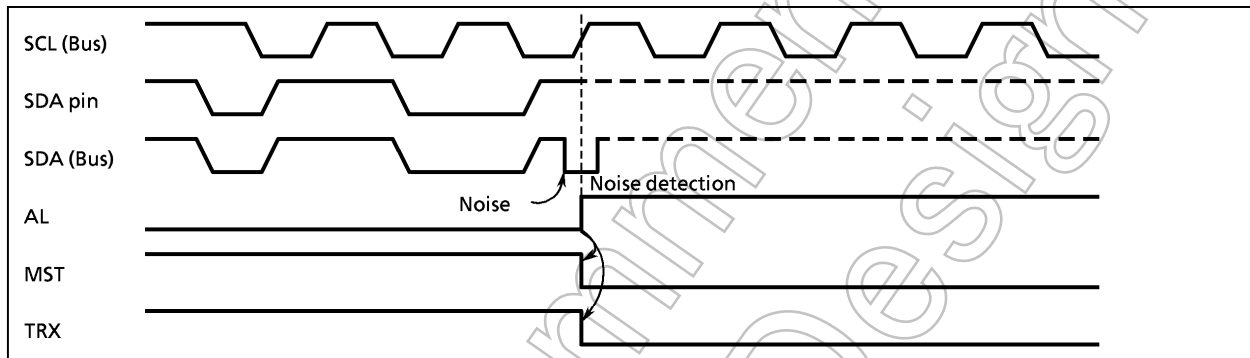 SCL (Bus)
SDA pin
SDA (Bus)
Noise detection
Noise
AL
MST
TRX